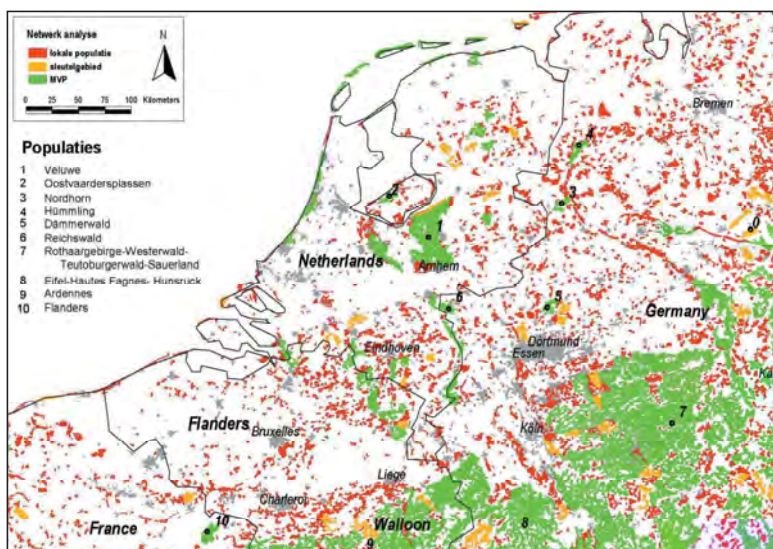 Netwerk analyse
lokale populatie
sleutelgebied
MVP
N
0 25 50 75 100 Kilometers
Populaties
1 Veluwe
2 Oostvaardersplassen
3 Nordhorn
4 Hümmling
5 Dämmerwald
6 Reichswald
7 Rothaargebirge-Westerwald-
Teutoburgerwald-Sauerland
8 Eifel-Hautes Fagnes- Hunsruck
9 Ardennes
10 Flanders
Bremen
4
3
2
0
1
Netherlands
Arnhem
6
5
Germany
Dortmund
Essen
Eindhoven
7
Flanders
Bruxelles
Köln
Liege
Charleroi
10
France
Walloon
8
9